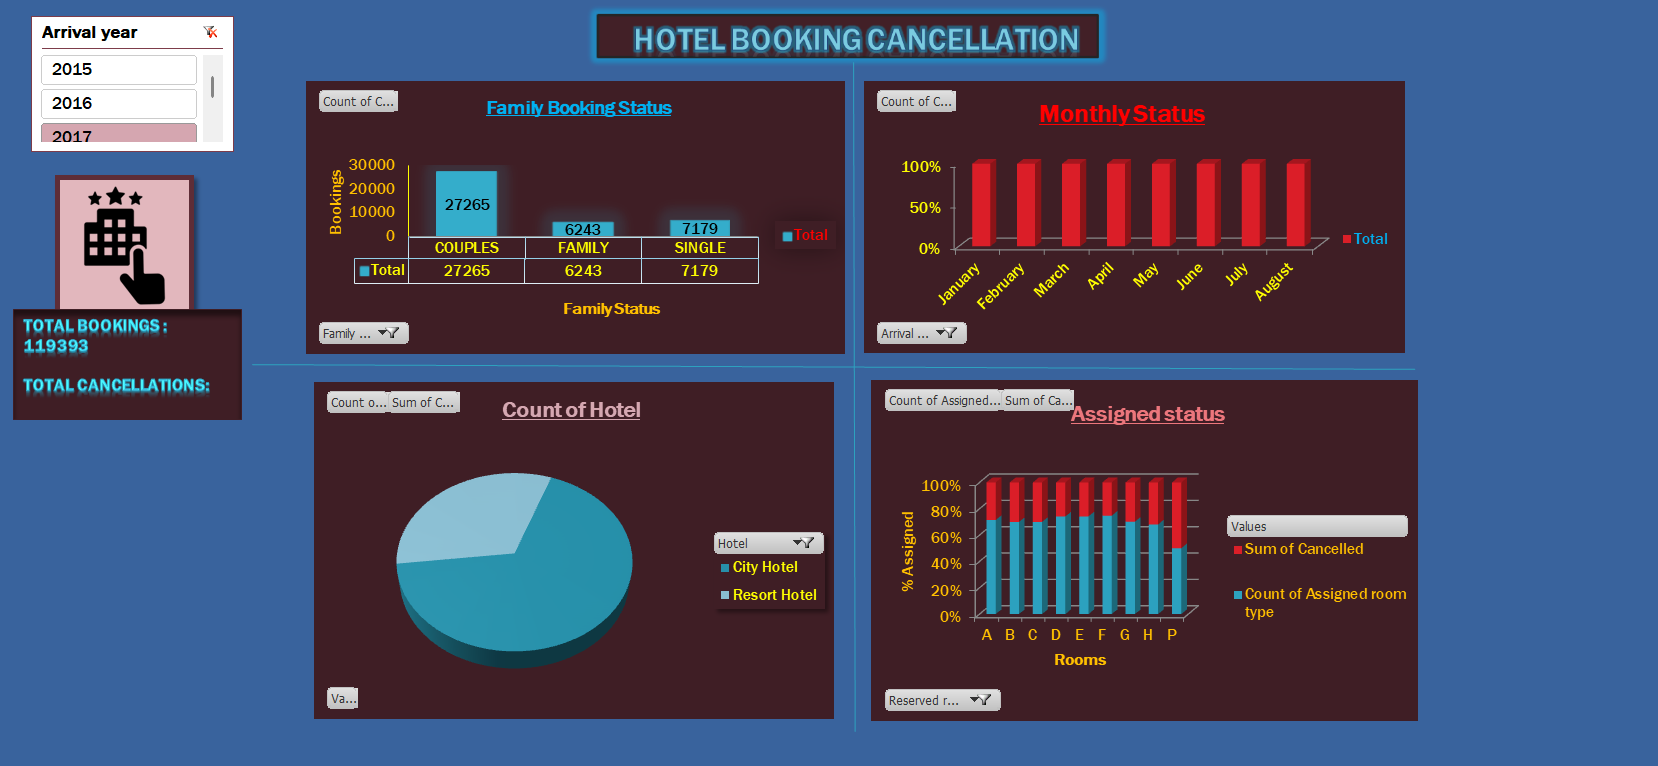 HOTEL BOOKING CANCELLATION
Arrival year
2015
2016
2017
TOTAL BOOKINGS :
119393
TOTAL CANCELLATIONS:
Count of C...
Family Booking Status
Bookings
30000
20000
10000
0
27265
6243
7179
COUPLES FAMILY SINGLE
Total 27265 6243 7179
Total
Family Status
Family ...
Count of C...
Monthly Status
100%
50%
0%
January
February
March
April
May
June
July
August
Total
Arrival ...
Count o... Sum of C...
Count of Hotel
Hotel
City Hotel
Resort Hotel
Va...
Count of Assigned... Sum of Ca...
Assigned status
% Assigned
100%
80%
60%
40%
20%
0%
A B C D E F G H P
Rooms
Values
Sum of Cancelled
Count of Assigned room
type
Reserved r...